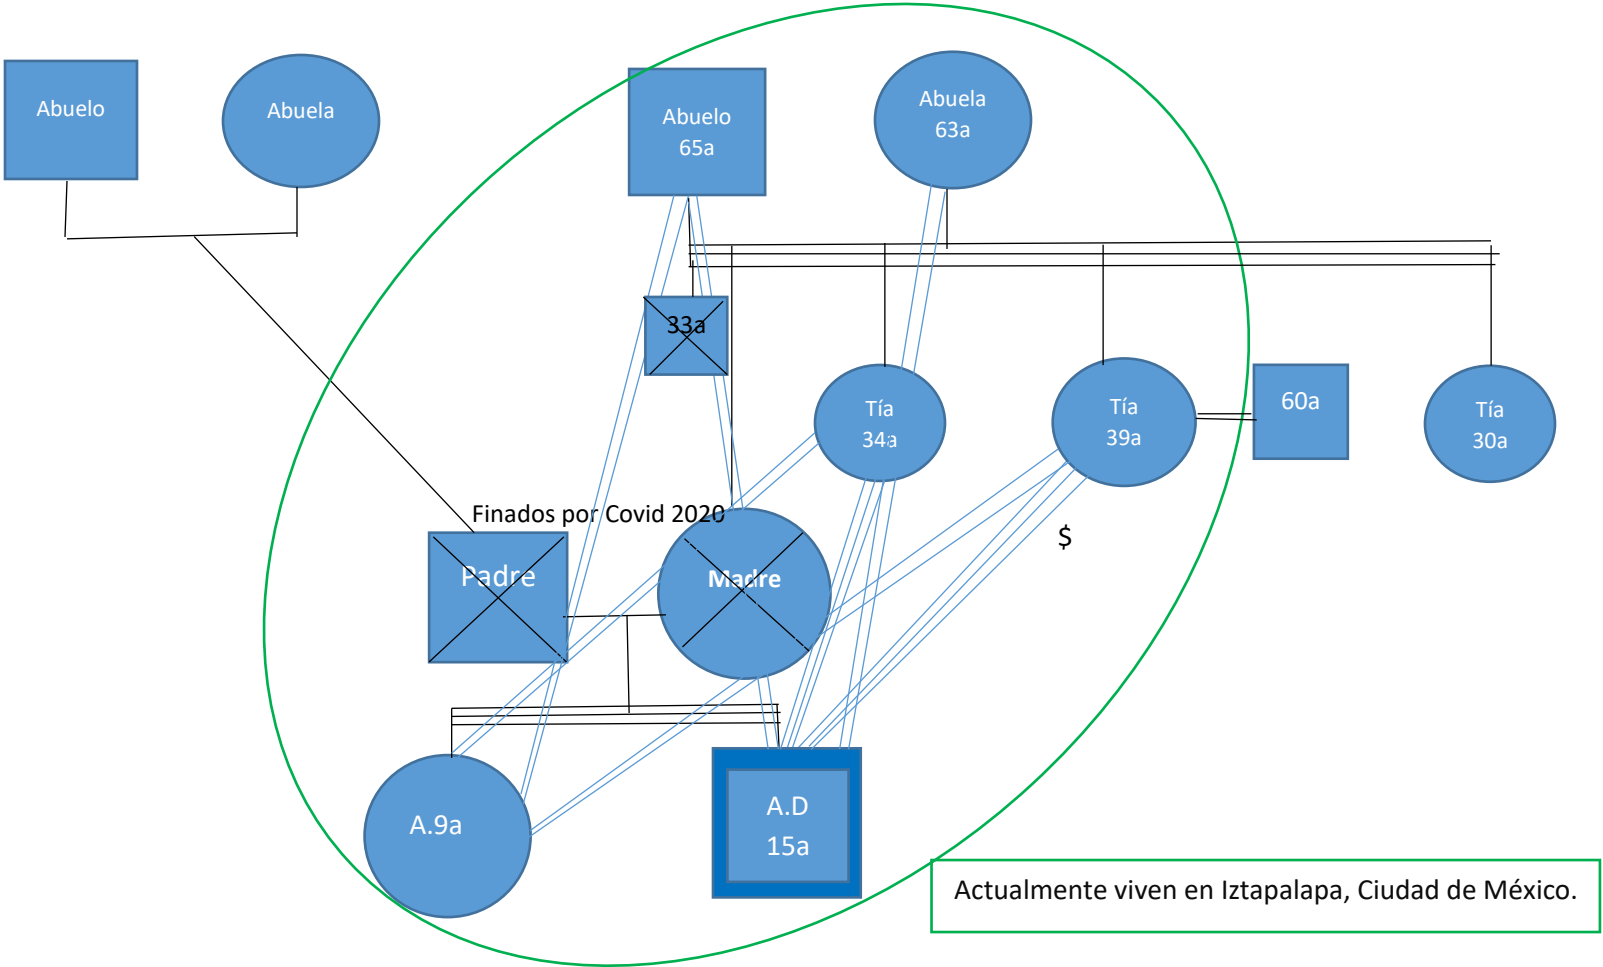 Abuelo
Abuela
Abuelo
65a
Abuela
63a
33a
Tía
34a
Tía
39a
60a
Tía
30a
Finados por Covid 2020
$
Padre
Madre
A.9a
A.D
15a
Actualmente viven en Iztapalapa, Ciudad de México.